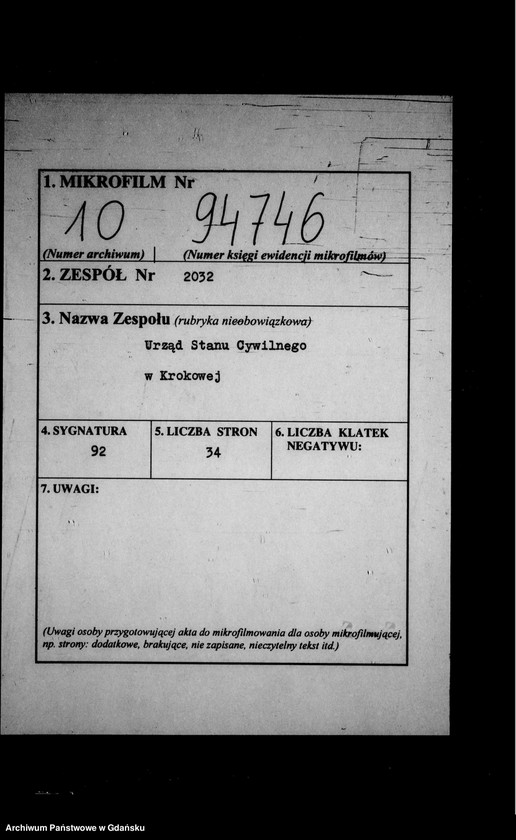 1. MIKROFILM Nr
10 94746
(Numer archiwum) (Numer księgi ewidencji mikrofilmów)
2. ZESPÓŁ Nr 2032
3. Nazwa Zespołu (rubryka nieobowiązkowa)
Urząd Stanu Cywilnego
w Krokowej
4. SYGNATURA 5. LICZBA STRON 6. LICZBA KLATEK
NEGATYWU:
92 34
7. UWAGI:
(Uwagi osoby przygotowującej akta do mikrofilmowania dla osoby mikrofilmującej,
np. strony: dodatkowe, brakujące, nie zapisane, nieczytelny tekst itd.)
Archiwum Państwowe w Gdańsku